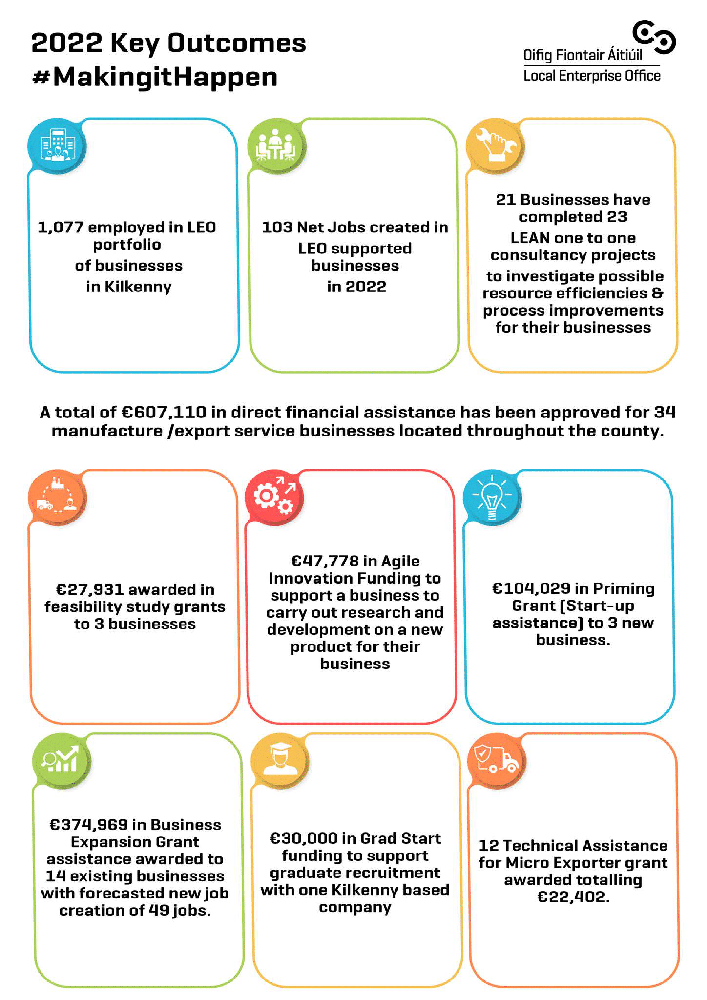 2022 Key Outcomes
#MakingitHappen
Oifig Fiontair Áitiúil
Local Enterprise Office
1,077 employed in LEO
portfolio
of businesses
in Kilkenny
103 Net Jobs created in
LEO supported
businesses
in 2022
21 Businesses have
completed 23
LEAN one to one
consultancy projects
to investigate possible
resource efficiencies &
process improvements
for their businesses
A total of €607,110 in direct financial assistance has been approved for 34
manufacture /export service businesses located throughout the county.
€27,931 awarded in
feasibility study grants
to 3 businesses
€47,778 in Agile
Innovation Funding to
support a business to
carry out research and
development on a new
product for their
business
€104,029 in Priming
Grant (Start-up
assistance) to 3 new
business.
€374,969 in Business
Expansion Grant
assistance awarded to
14 existing businesses
with forecasted new job
creation of 49 jobs.
€30,000 in Grad Start
funding to support
graduate recruitment
with one Kilkenny based
company
12 Technical Assistance
for Micro Exporter grant
awarded totalling
€22,402.